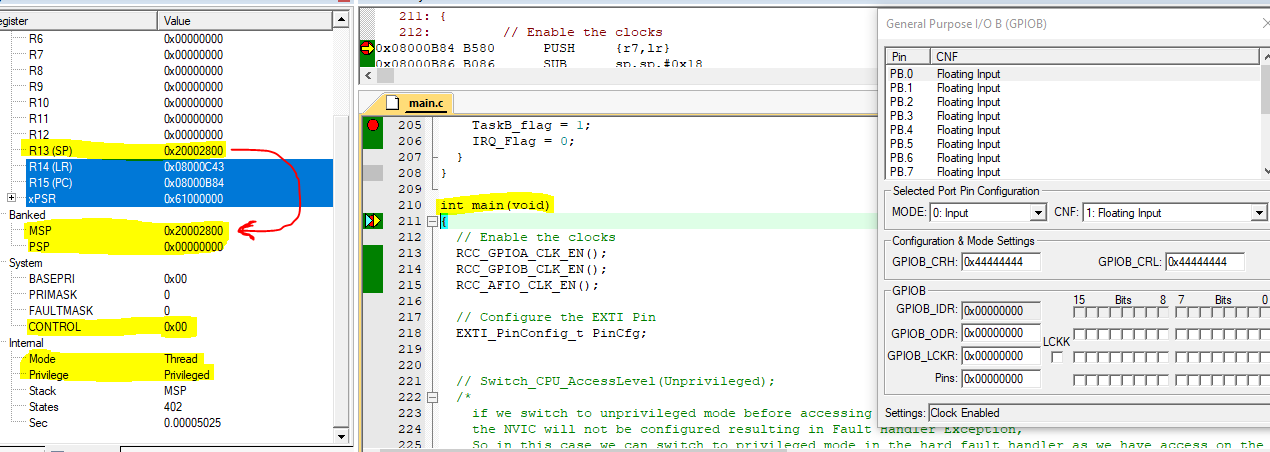 egister Value
R6 0x00000000
R7 0x00000000
R8 0x00000000
R9 0x00000000
R10 0x00000000
R11 0x00000000
R12 0x00000000
R13 (SP) 0x20002800
R14 (LR) 0x08000C43
R15 (PC) 0x08000B84
xPSR 0x61000000
Banked
MSP 0x20002800
PSP 0x00000000
System
BASEPRI 0x00
PRIMASK 0
FAULTMASK 0
CONTROL 0x00
Internal
Mode Thread
Privilege Privileged
Stack MSP
States 402
Sec 0.00005025
211: {
212: // Enable the clocks
0x08000B84 B580 PUSH {r7,lr}
0x08000B86 B086 SUB sp,sp,#0x18
main.c
205 TaskB_flag = 1;
206 IRQ_Flag = 0;
207 }
208 }
209
210 int main(void)
211 {
212 // Enable the clocks
213 RCC_GPIOA_CLK_EN();
214 RCC_GPIOB_CLK_EN();
215 RCC_AFIO_CLK_EN();
216
217 // Configure the EXTI Pin
218 EXTI_PinConfig_t PinCfg;
219
220
221 // Switch_CPU_AccessLevel(Unprivileged);
222 /*
223 if we switch to unprivileged mode before accessing
224 the NVIC will not be configured resulting in Fault Handler Exception,
225 So in this case we can switch to privileged mode in the hard fault handler as we have access on the
General Purpose I/O B (GPIOB)
Pin CNF
PB.0 Floating Input
PB.1 Floating Input
PB.2 Floating Input
PB.3 Floating Input
PB.4 Floating Input
PB.5 Floating Input
PB.6 Floating Input
PB.7 Floating Input
Selected Port Pin Configuration
MODE: 0: Input CNF: 1: Floating Input
Configuration & Mode Settings
GPIOB_CRH: 0x44444444 GPIOB_CRL: 0x44444444
GPIOB
15 Bits 8 7 Bits 0
GPIOB_IDR: 0x00000000
GPIOB_ODR: 0x00000000
LCKK
GPIOB_LCKR: 0x00000000
Pins: 0x00000000
Settings: Clock Enabled